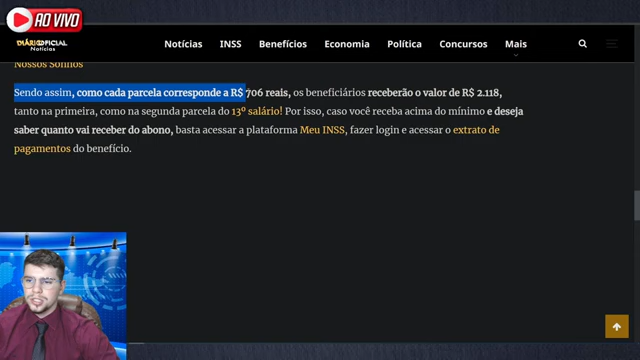 AO VIVO
DIÁRIO OFICIAL
Notícias
Notícias INSS Benefícios Economia Política Concursos Mais
Nossos Sonhos
Sendo assim, como cada parcela corresponde a R$ 706 reais, os beneficiários receberão o valor de R$ 2.118,
tanto na primeira, como na segunda parcela do 13º salário! Por isso, caso você receba acima do mínimo e deseja
saber quanto vai receber do abono, basta acessar a plataforma Meu INSS, fazer login e acessar o extrato de
pagamentos do benefício.